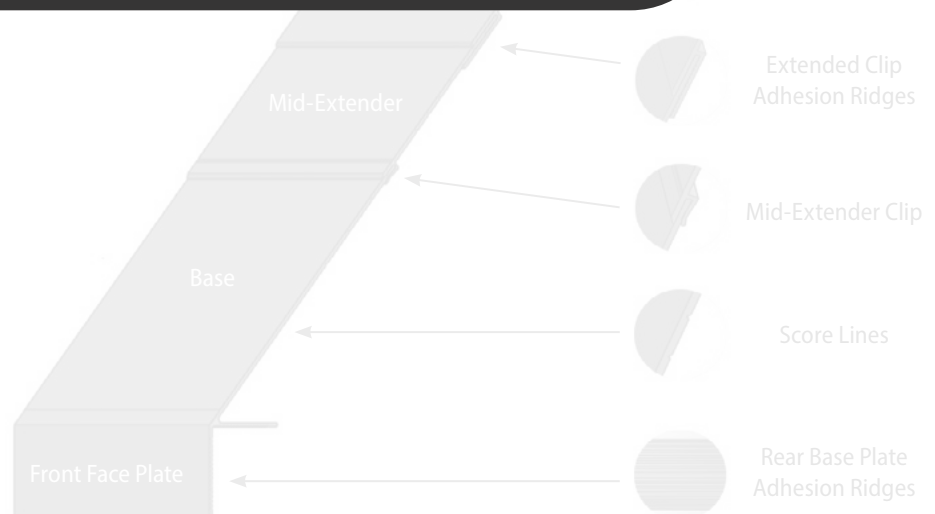 Extended Clip
Adhesion Ridges
Mid-Extender
Mid-Extender Clip
Base
Score Lines
Front Face Plate
Rear Base Plate
Adhesion Ridges